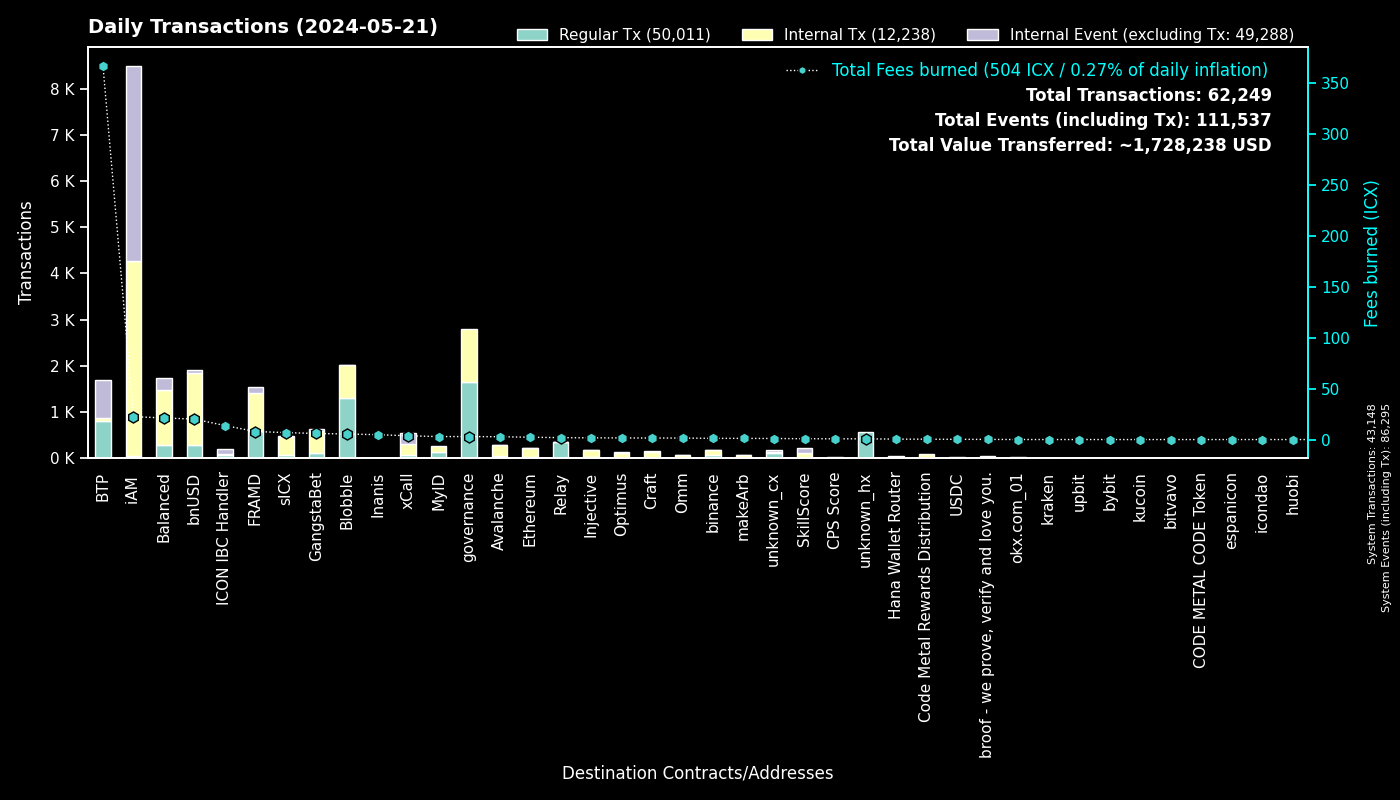 Daily Transactions (2024-05-21)
Regular Tx (50,011)
Internal Tx (12,238)
Internal Event (excluding Tx: 49,288)
Total Fees burned (504 ICX / 0.27% of daily inflation)
Total Transactions: 62,249
Total Events (including Tx): 111,537
Total Value Transferred: ~1,728,238 USD
Transactions
8 K
7 K
6 K
5 K
4 K
3 K
2 K
1 K
0 K
350
300
250
200
150
100
50
0
Fees burned (ICX)
System Transactions: 43,148
System Events (including Tx): 86,295
BTP
iAM
Balanced
bnUSD
ICON IBC Handler
FRAMD
sICX
GangstaBet
Blobble
Inanis
xCall
MyID
governance
Avalanche
Ethereum
Relay
Injective
Optimus
Craft
Omm
binance
makeArb
unknown_cx
SkillScore
CPS Score
unknown_hx
Hana Wallet Router
Code Metal Rewards Distribution
USDC
broof - we prove, verify and love you.
okx.com_01
kraken
upbit
bybit
kucoin
bitvavo
CODE METAL CODE Token
espanicon
icondao
huobi
Destination Contracts/Addresses